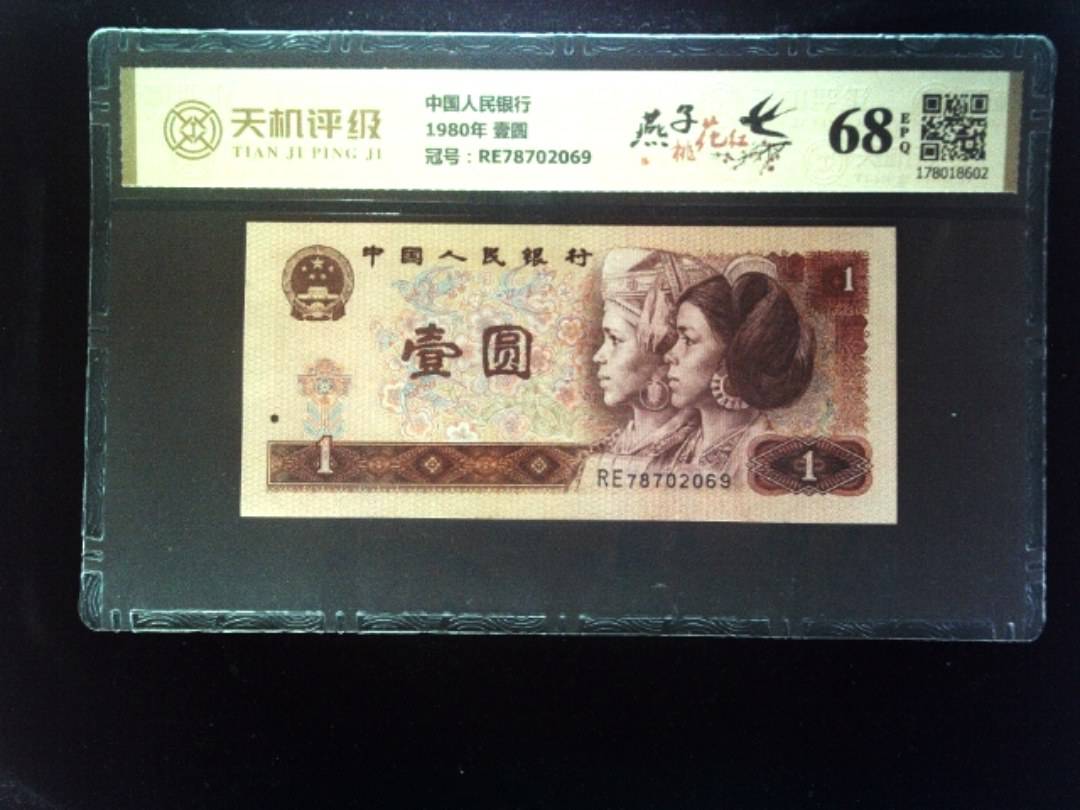 天机评级
TIAN JI PING JI
中国人民银行
1980年 壹圆
冠号：RE78702069
燕子
桃花红
68
EPQ
178018602
中国人民银行
1
壹圆
1
RE78702069
1